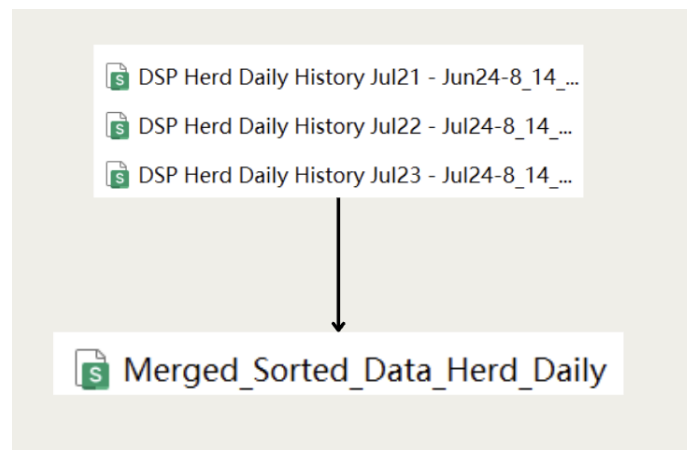 DSP Herd Daily History Jul21 - Jun24-8_14_...
DSP Herd Daily History Jul22 - Jul24-8_14_...
DSP Herd Daily History Jul23 - Jul24-8_14_...
Merged_Sorted_Data_Herd_Daily